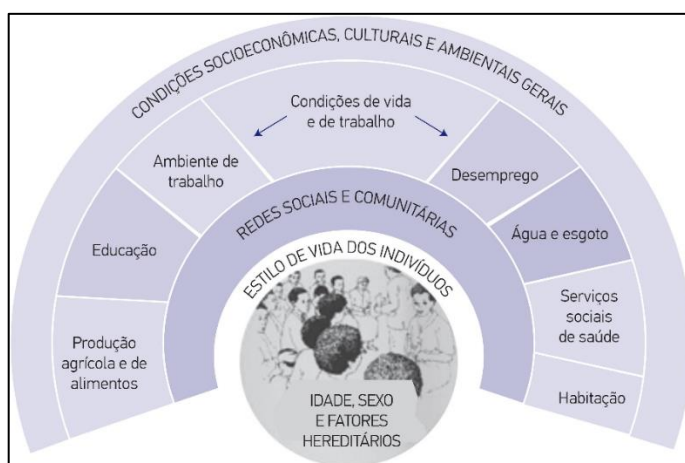 CONDIÇÕES SOCIOECONÔMICAS, CULTURAIS E AMBIENTAIS GERAIS
Condições de vida
e de trabalho
Ambiente de
trabalho
Desemprego
Educação
Água e esgoto
Produção
agrícola e de
alimentos
Serviços
sociais
de saúde
Habitação
REDES SOCIAIS E COMUNITÁRIAS
ESTILO DE VIDA DOS INDIVÍDUOS
IDADE, SEXO
E FATORES
HEREDITÁRIOS